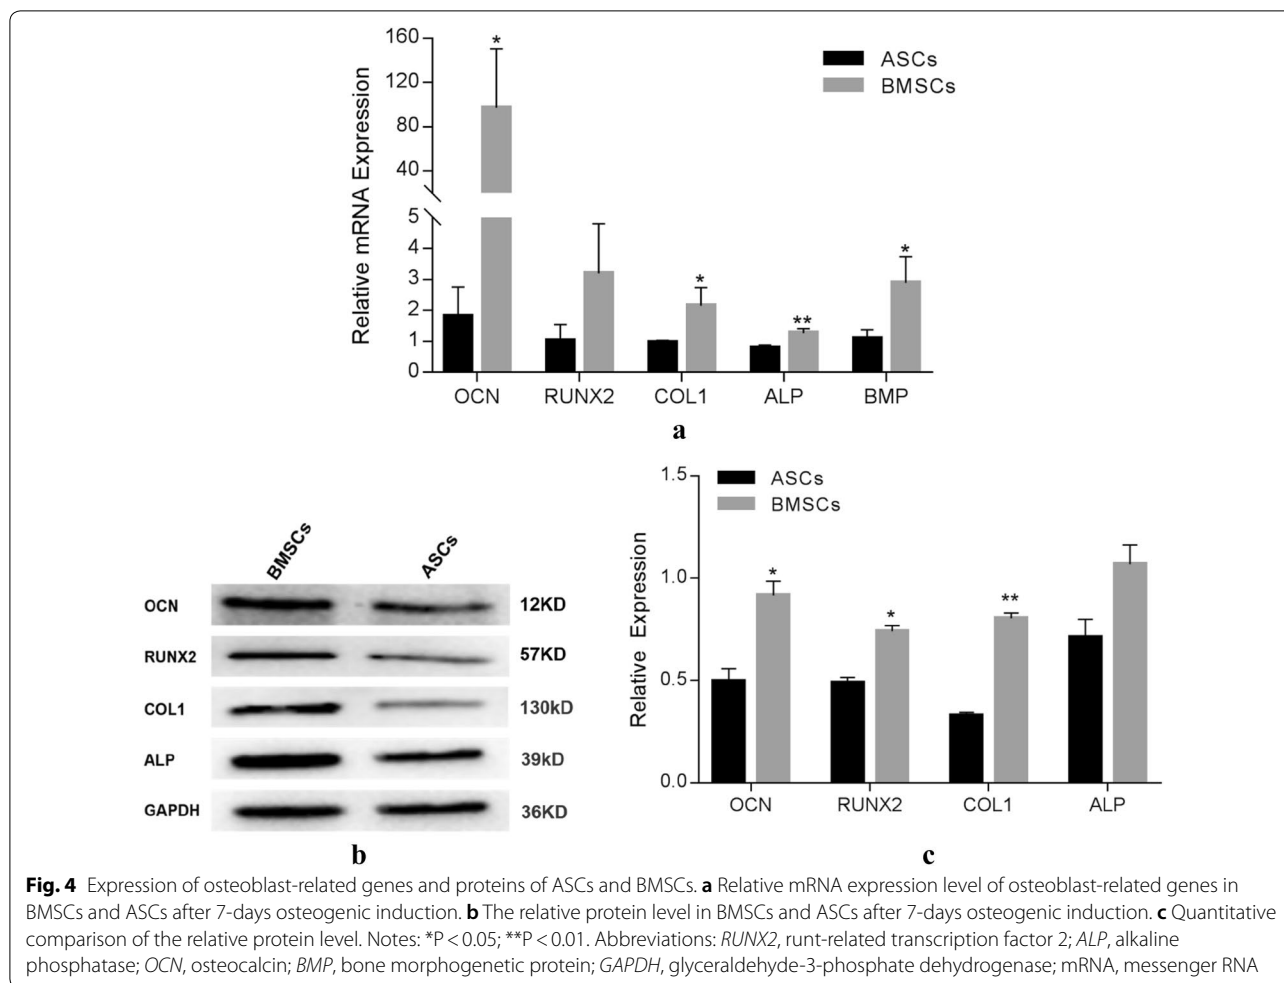 160
120
80
40
5
4
3
2
1
0
Relative mRNA Expression
ASCs
BMSCs
*
*
**
*
OCN RUNX2 COL1 ALP BMP
a
BMSCs ASCs
OCN 12KD
RUNX2 57KD
COL1 130kD
ALP 39kD
GAPDH 36KD
b
1.5
1.0
0.5
0.0
Relative Expression
ASCs
BMSCs
*
*
**
OCN RUNX2 COL1 ALP
c
Fig. 4 Expression of osteoblast-related genes and proteins of ASCs and BMSCs. a Relative mRNA expression level of osteoblast-related genes in
BMSCs and ASCs after 7-days osteogenic induction. b The relative protein level in BMSCs and ASCs after 7-days osteogenic induction. c Quantitative
comparison of the relative protein level. Notes: *P < 0.05; **P < 0.01. Abbreviations: RUNX2, runt-related transcription factor 2; ALP, alkaline
phosphatase; OCN, osteocalcin; BMP, bone morphogenetic protein; GAPDH, glyceraldehyde-3-phosphate dehydrogenase; mRNA, messenger RNA